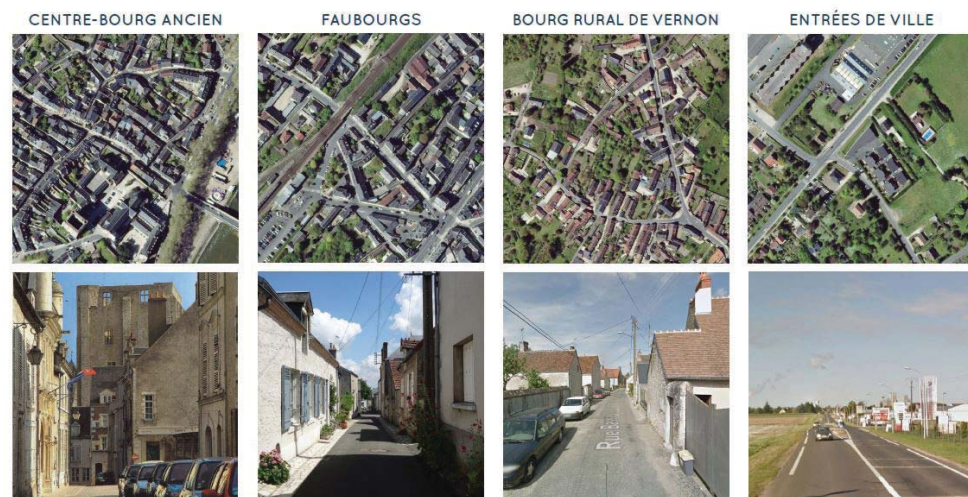 CENTRE-BOURG ANCIEN
FAUBOURGS
BOURG RURAL DE VERNON
ENTRÉES DE VILLE